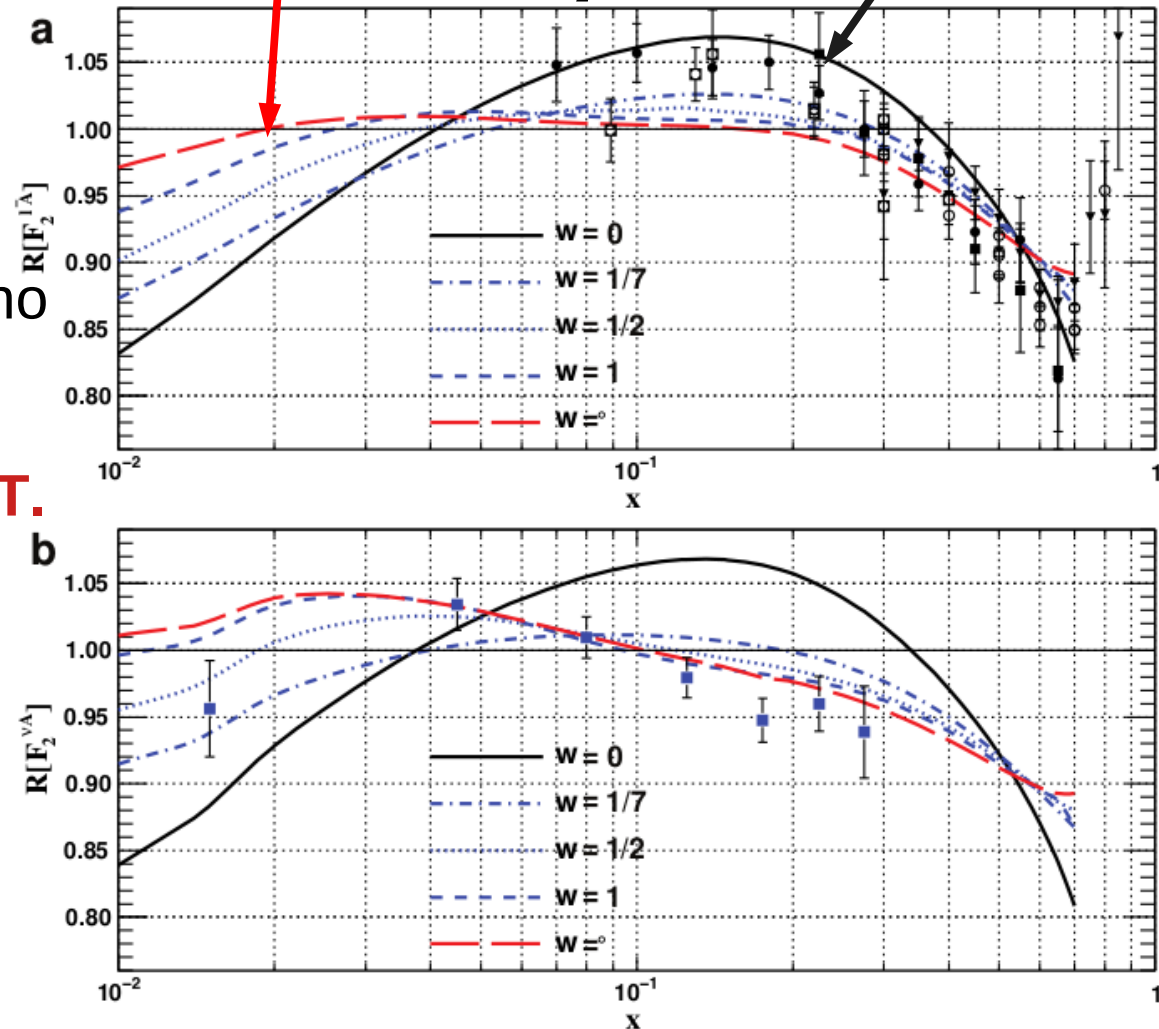 a
1.05
1.00
0.95
0.90
0.85
0.80
R[F₂^{lA}]
w = 0
w = 1/7
w = 1/2
w = 1
w =°
10⁻²
10⁻¹
1
x
но
т.
b
1.05
1.00
0.95
0.90
0.85
0.80
R[F₂^{νA}]
w = 0
w = 1/7
w = 1/2
w = 1
w =°
10⁻²
10⁻¹
1
x